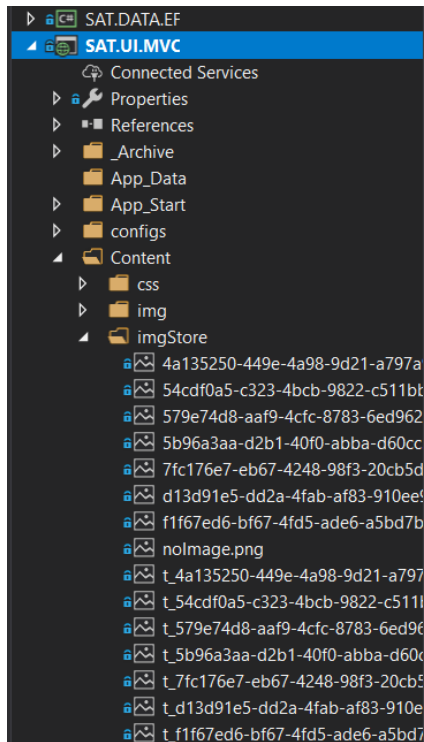 C# SAT.DATA.EF
SAT.UI.MVC
Connected Services
Properties
References
_Archive
App_Data
App_Start
configs
Content
css
img
imgStore
4a135250-449e-4a98-9d21-a797a
54cdf0a5-c323-4bcb-9822-c511bb
579e74d8-aaf9-4cfc-8783-6ed962
5b96a3aa-d2b1-40f0-abba-d60cc
7fc176e7-eb67-4248-98f3-20cb5d
d13d91e5-dd2a-4fab-af83-910ee9
f1f67ed6-bf67-4fd5-ade6-a5bd7b
noImage.png
t_4a135250-449e-4a98-9d21-a797
t_54cdf0a5-c323-4bcb-9822-c511
t_579e74d8-aaf9-4cfc-8783-6ed96
t_5b96a3aa-d2b1-40f0-abba-d60c
t_7fc176e7-eb67-4248-98f3-20cb5
t_d13d91e5-dd2a-4fab-af83-910e
t_f1f67ed6-bf67-4fd5-ade6-a5bd7